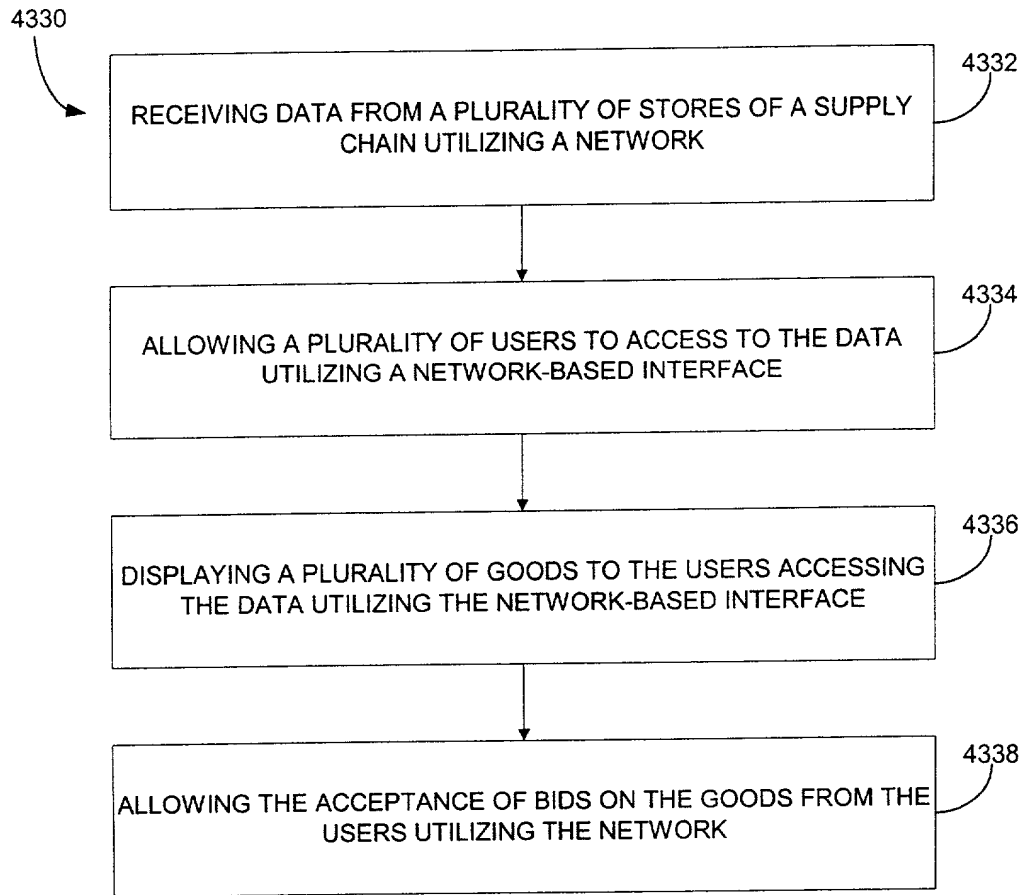 4330
4332
RECEIVING DATA FROM A PLURALITY OF STORES OF A SUPPLY
CHAIN UTILIZING A NETWORK
4334
ALLOWING A PLURALITY OF USERS TO ACCESS TO THE DATA
UTILIZING A NETWORK-BASED INTERFACE
4336
DISPLAYING A PLURALITY OF GOODS TO THE USERS ACCESSING
THE DATA UTILIZING THE NETWORK-BASED INTERFACE
4338
ALLOWING THE ACCEPTANCE OF BIDS ON THE GOODS FROM THE
USERS UTILIZING THE NETWORK